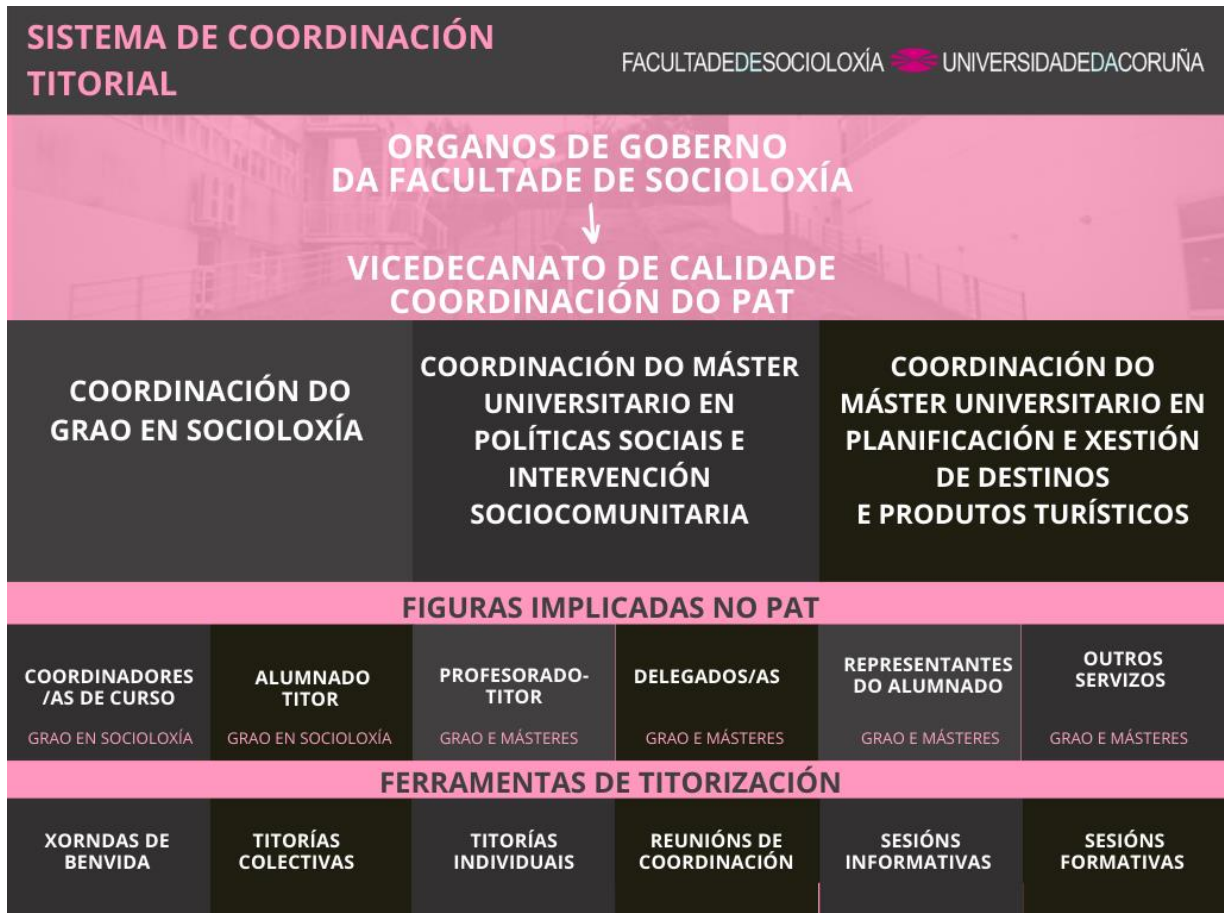 SISTEMA DE COORDINACIÓN
TITORIAL
FACULTADEDESOCIOLOXÍA UNIVERSIDADEDACORUÑA
ORGANOS DE GOBERNO
DA FACULTADE DE SOCIOLOXÍA
VICEDECANATO DE CALIDADE
COORDINACIÓN DO PAT
COORDINACIÓN DO
GRAO EN SOCIOLOXÍA
COORDINACIÓN DO MÁSTER
UNIVERSITARIO EN
POLÍTICAS SOCIAIS E
INTERVENCIÓN
SOCIOCOMUNITARIA
COORDINACIÓN DO
MÁSTER UNIVERSITARIO EN
PLANIFICACIÓN E XESTIÓN
DE DESTINOS
E PRODUTOS TURÍSTICOS
FIGURAS IMPLICADAS NO PAT
COORDINADORES
/AS DE CURSO
GRAO EN SOCIOLOXÍA
ALUMNADO
TITOR
GRAO EN SOCIOLOXÍA
PROFESORADO-
TITOR
GRAO E MÁSTERES
DELEGADOS/AS
GRAO E MÁSTERES
REPRESENTANTES
DO ALUMNADO
GRAO E MÁSTERES
OUTROS
SERVIZOS
GRAO E MÁSTERES
FERRAMENTAS DE TITORIZACIÓN
XORNDAS DE
BENVIDA
TITORÍAS
COLECTIVAS
TITORÍAS
INDIVIDUAIS
REUNIÓNS DE
COORDINACIÓN
SESIÓNS
INFORMATIVAS
SESIÓNS
FORMATIVAS